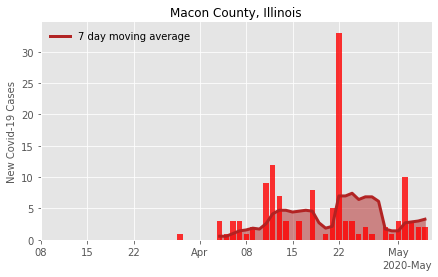 Macon County, Illinois
7 day moving average
New Covid-19 Cases
30
25
20
15
10
5
0
08 15 22 Apr 08 15 22 May
2020-May